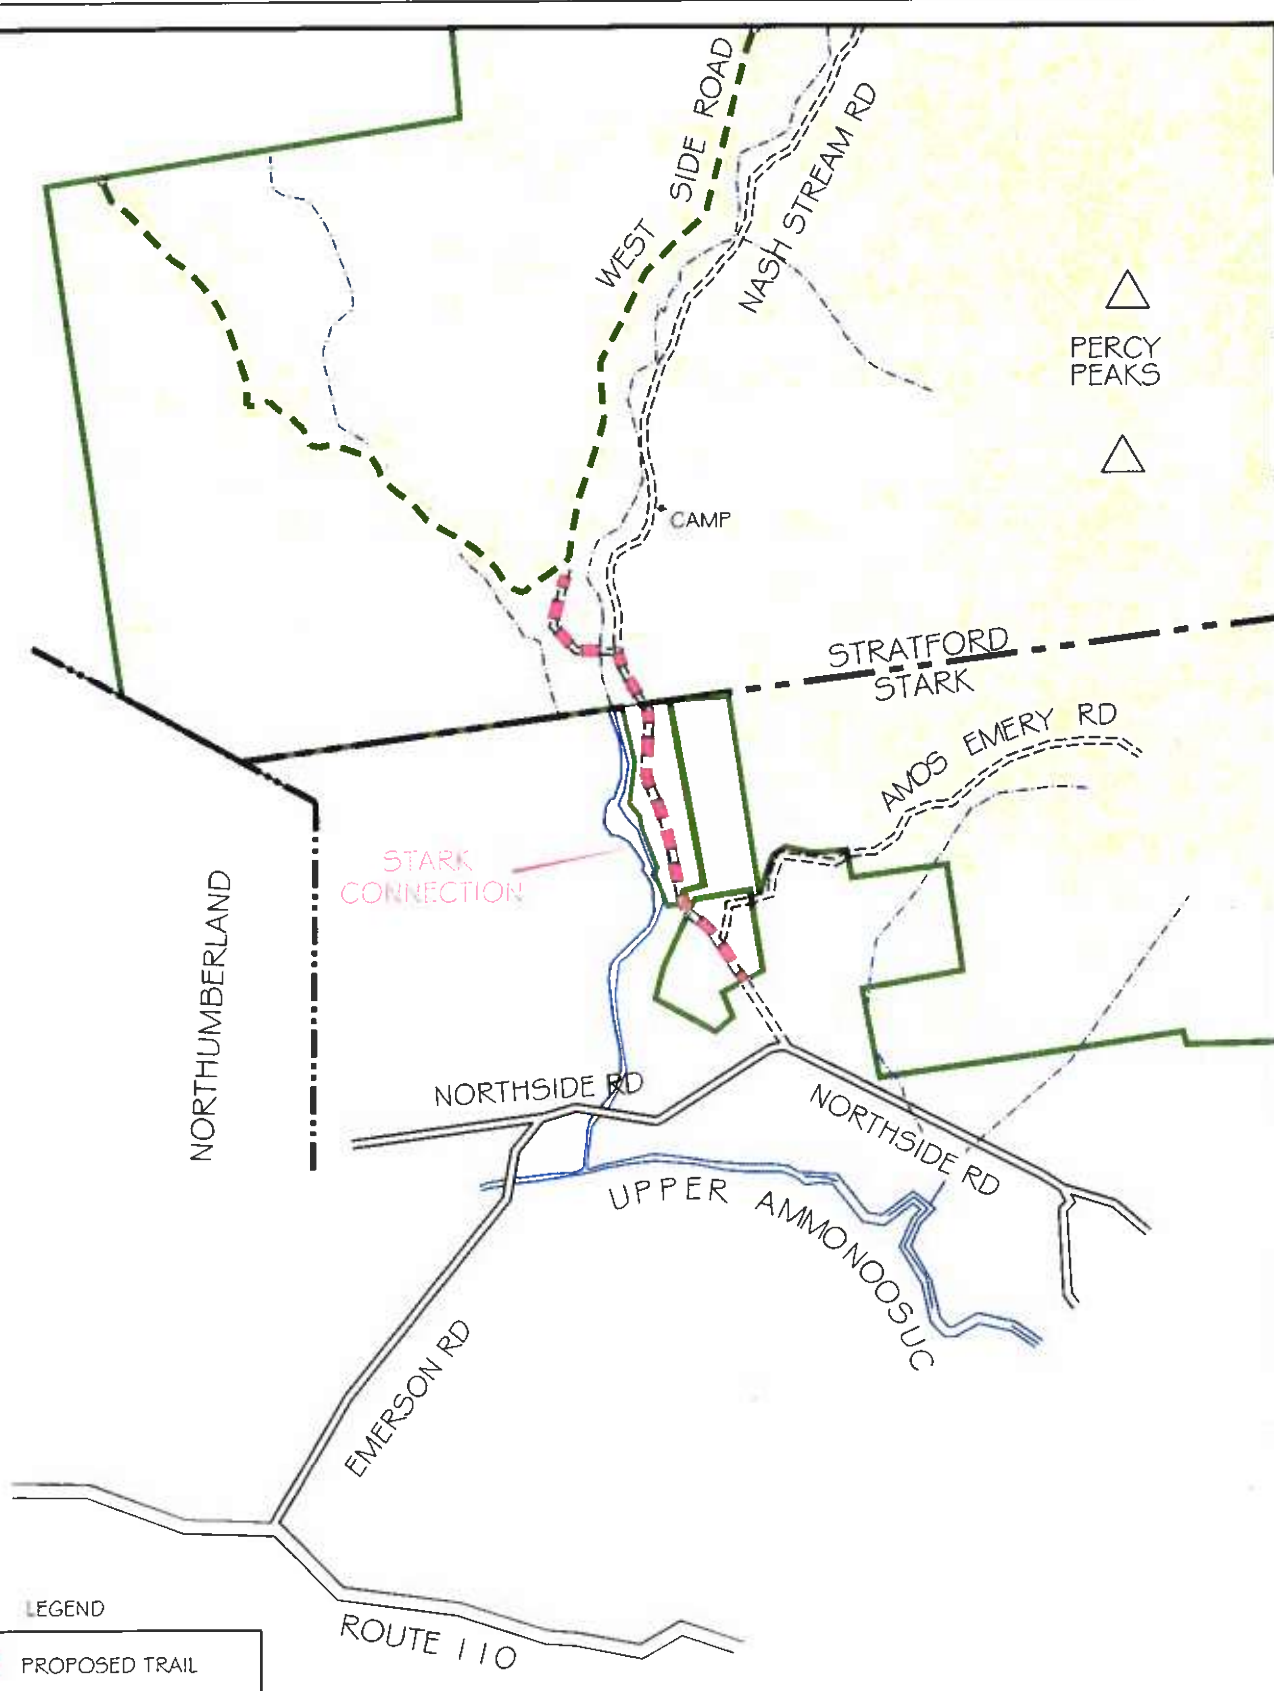 WEST SIDE ROAD
NASH STREAM RD
PERCY
PEAKS
CAMP
STRATFORD
STARK
AMOS EMERY RD
STARK
CONNECTION
NORTHUMBERLAND
NORTHSIDE RD
NORTHSIDE RD
UPPER AMMONOOSUC
EMERSON RD
ROUTE 110
LEGEND
PROPOSED TRAIL